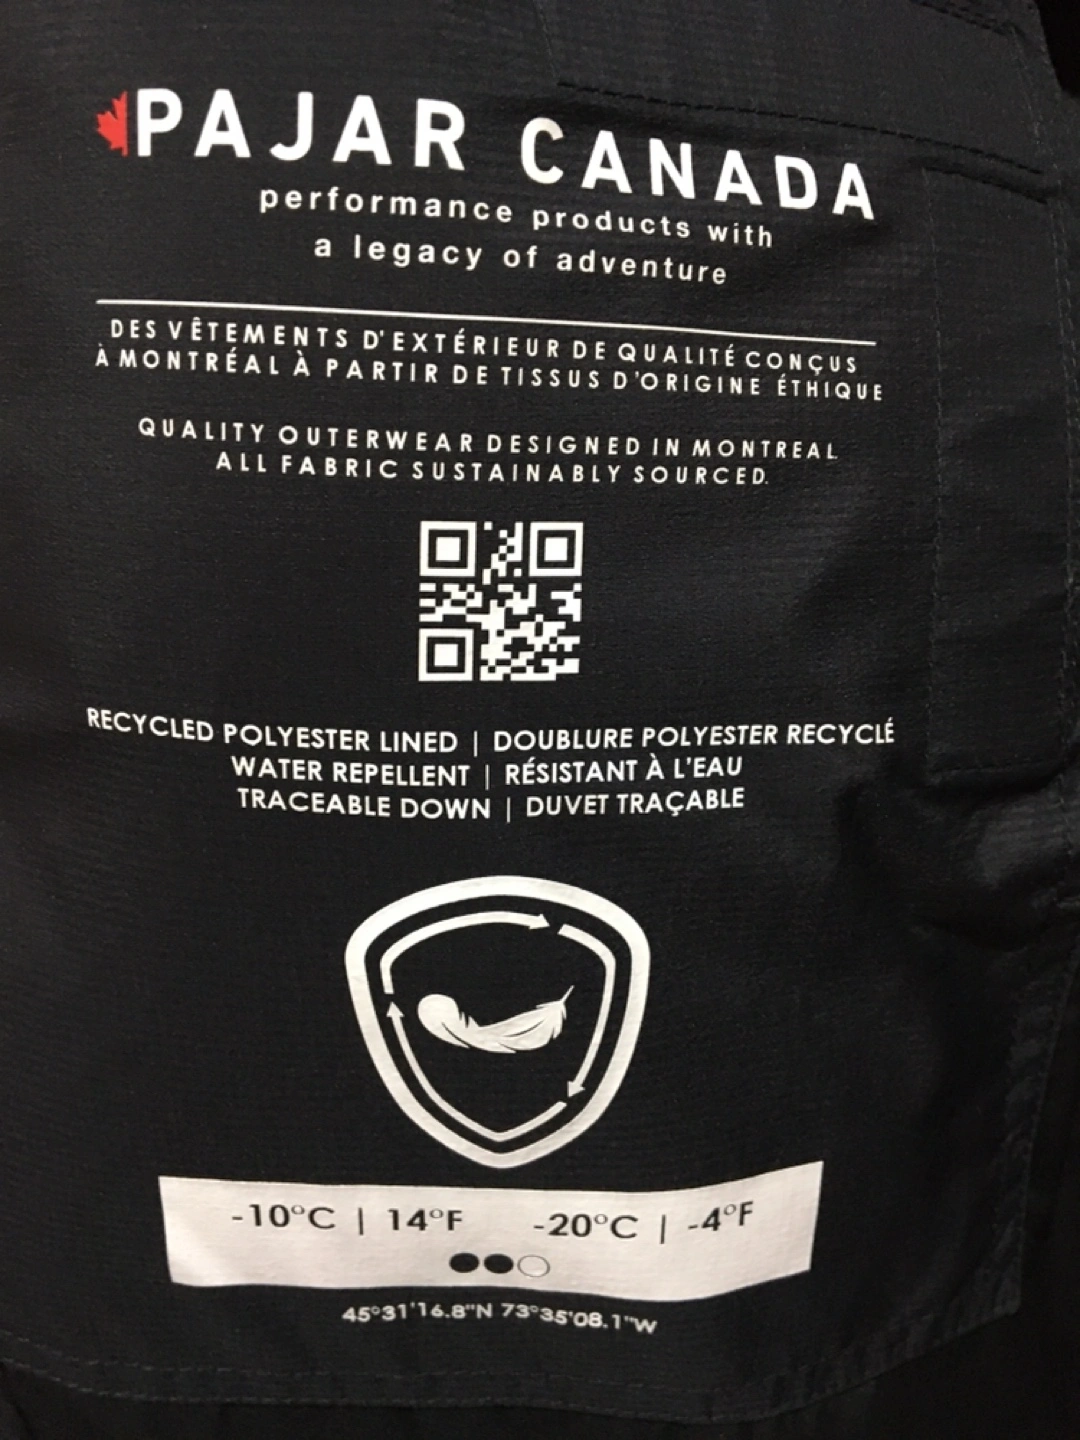 PAJAR CANADA
performance products with
a legacy of adventure
DES VÊTEMENTS D'EXTÉRIEUR DE QUALITÉ CONÇUS
À MONTRÉAL À PARTIR DE TISSUS D'ORIGINE ÉTHIQUE
QUALITY OUTERWEAR DESIGNED IN MONTREAL
ALL FABRIC SUSTAINABLY SOURCED.
RECYCLED POLYESTER LINED | DOUBLURE POLYESTER RECYCLÉ
WATER REPELLENT | RÉSISTANT À L'EAU
TRACEABLE DOWN | DUVET TRAÇABLE
-10°C | 14°F -20°C | -4°F
45°31'16.8"N 73°35'08.1"W